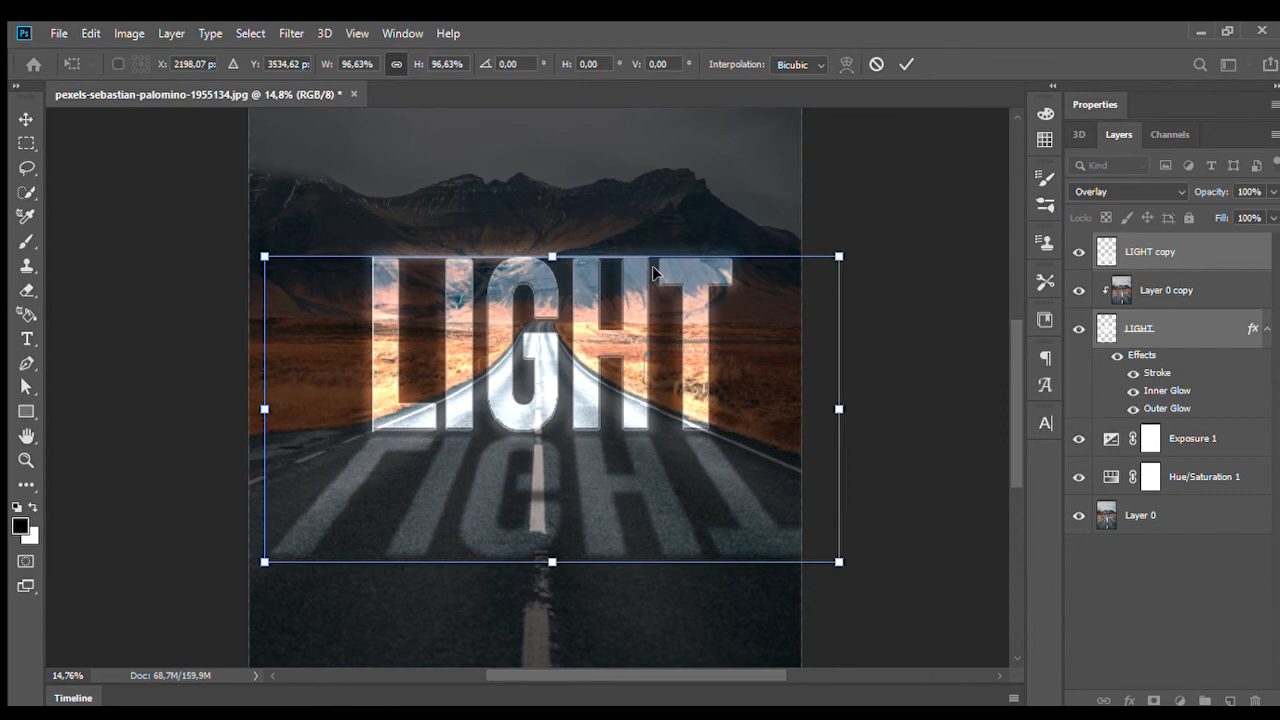 Ps File Edit Image Layer Type Select Filter 3D View Window Help
X: 2198,07 p: Y: 3534,62 p: W: 96,63% H: 96,63% 0,00 ° H: 0,00 ° V: 0,00 ° Interpolation: Bicubic
pexels-sebastian-palomino-1955134.jpg @ 14,8% (RGB/8) * ×
Properties
3D Layers Channels
Kind
Overlay Opacity: 100%
Lock: Fill: 100%
LIGHT copy
Layer 0 copy
LIGHT fx
Effects
Stroke
Inner Glow
Outer Glow
Exposure 1
Hue/Saturation 1
Layer 0
LIGHT
LIGHT
14,76% Doc: 68,7M/159,9M
Timeline